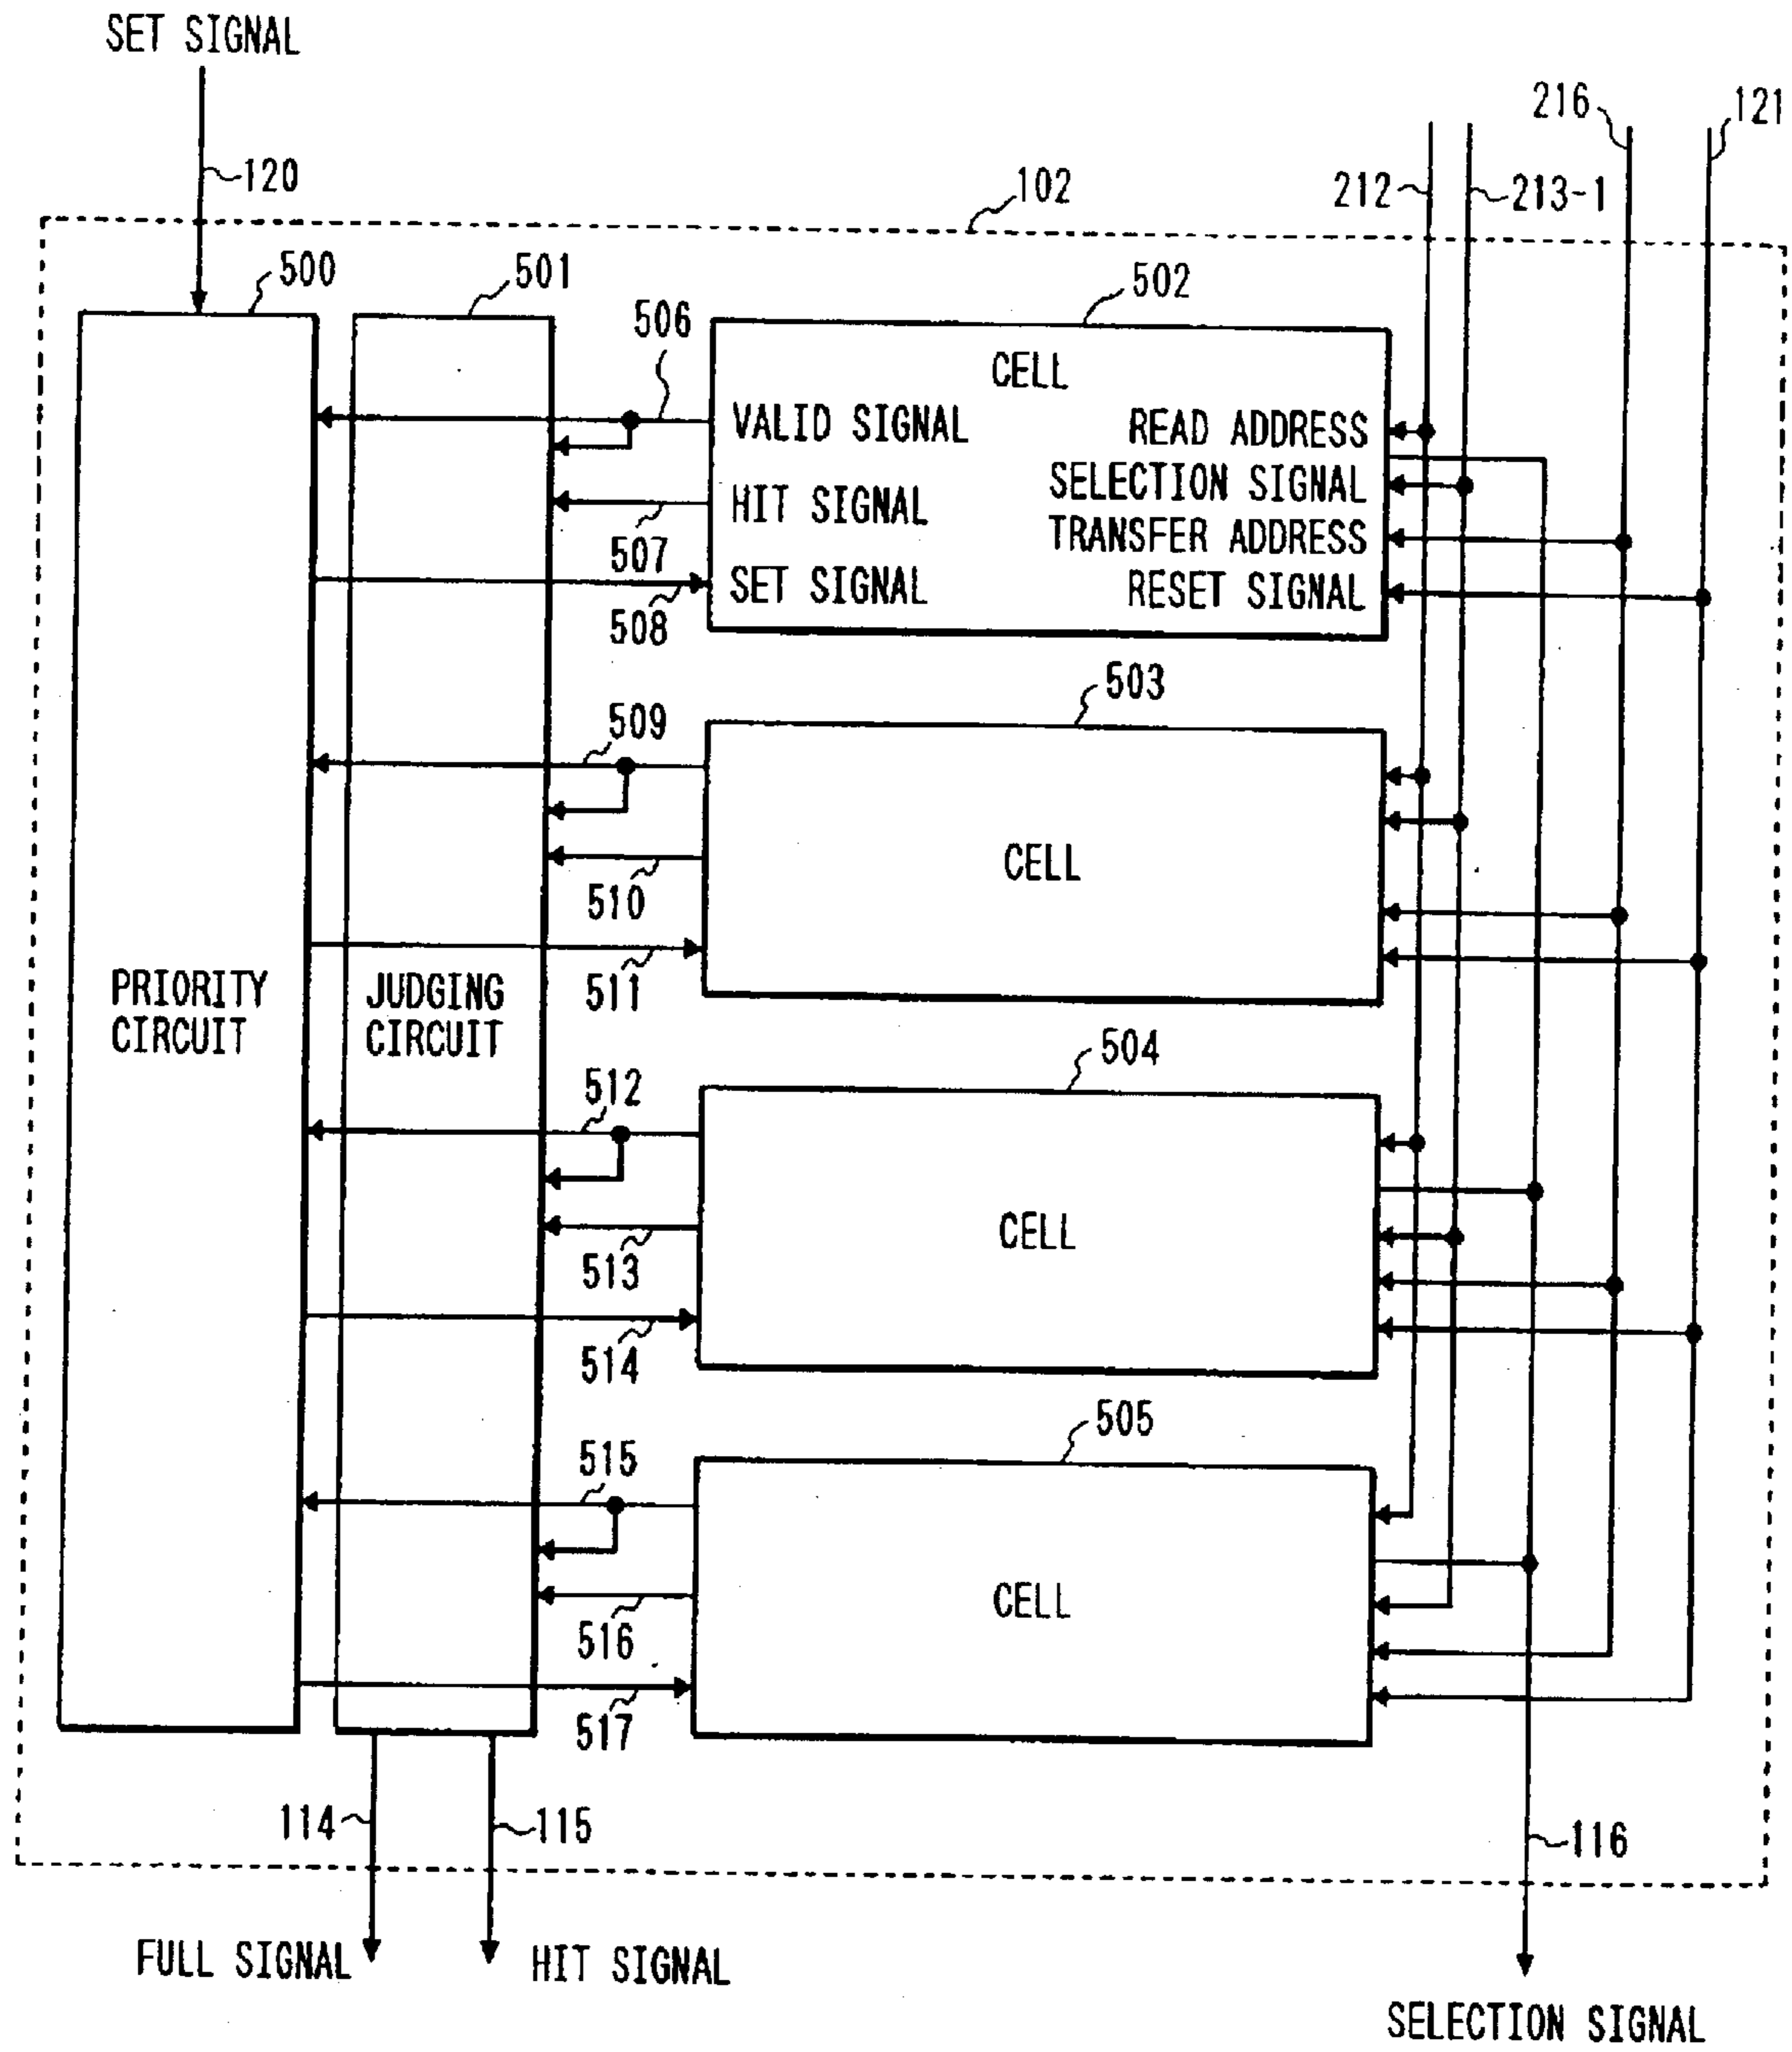 SET SIGNAL
120
102
212
213-1
216
121
500
501
502
506
CELL
VALID SIGNAL
READ ADDRESS
HIT SIGNAL
SELECTION SIGNAL
507
TRANSFER ADDRESS
SET SIGNAL
RESET SIGNAL
508
503
509
CELL
510
511
PRIORITY
CIRCUIT
JUDGING
CIRCUIT
504
512
CELL
513
514
505
515
CELL
516
517
114
115
116
FULL SIGNAL
HIT SIGNAL
SELECTION SIGNAL